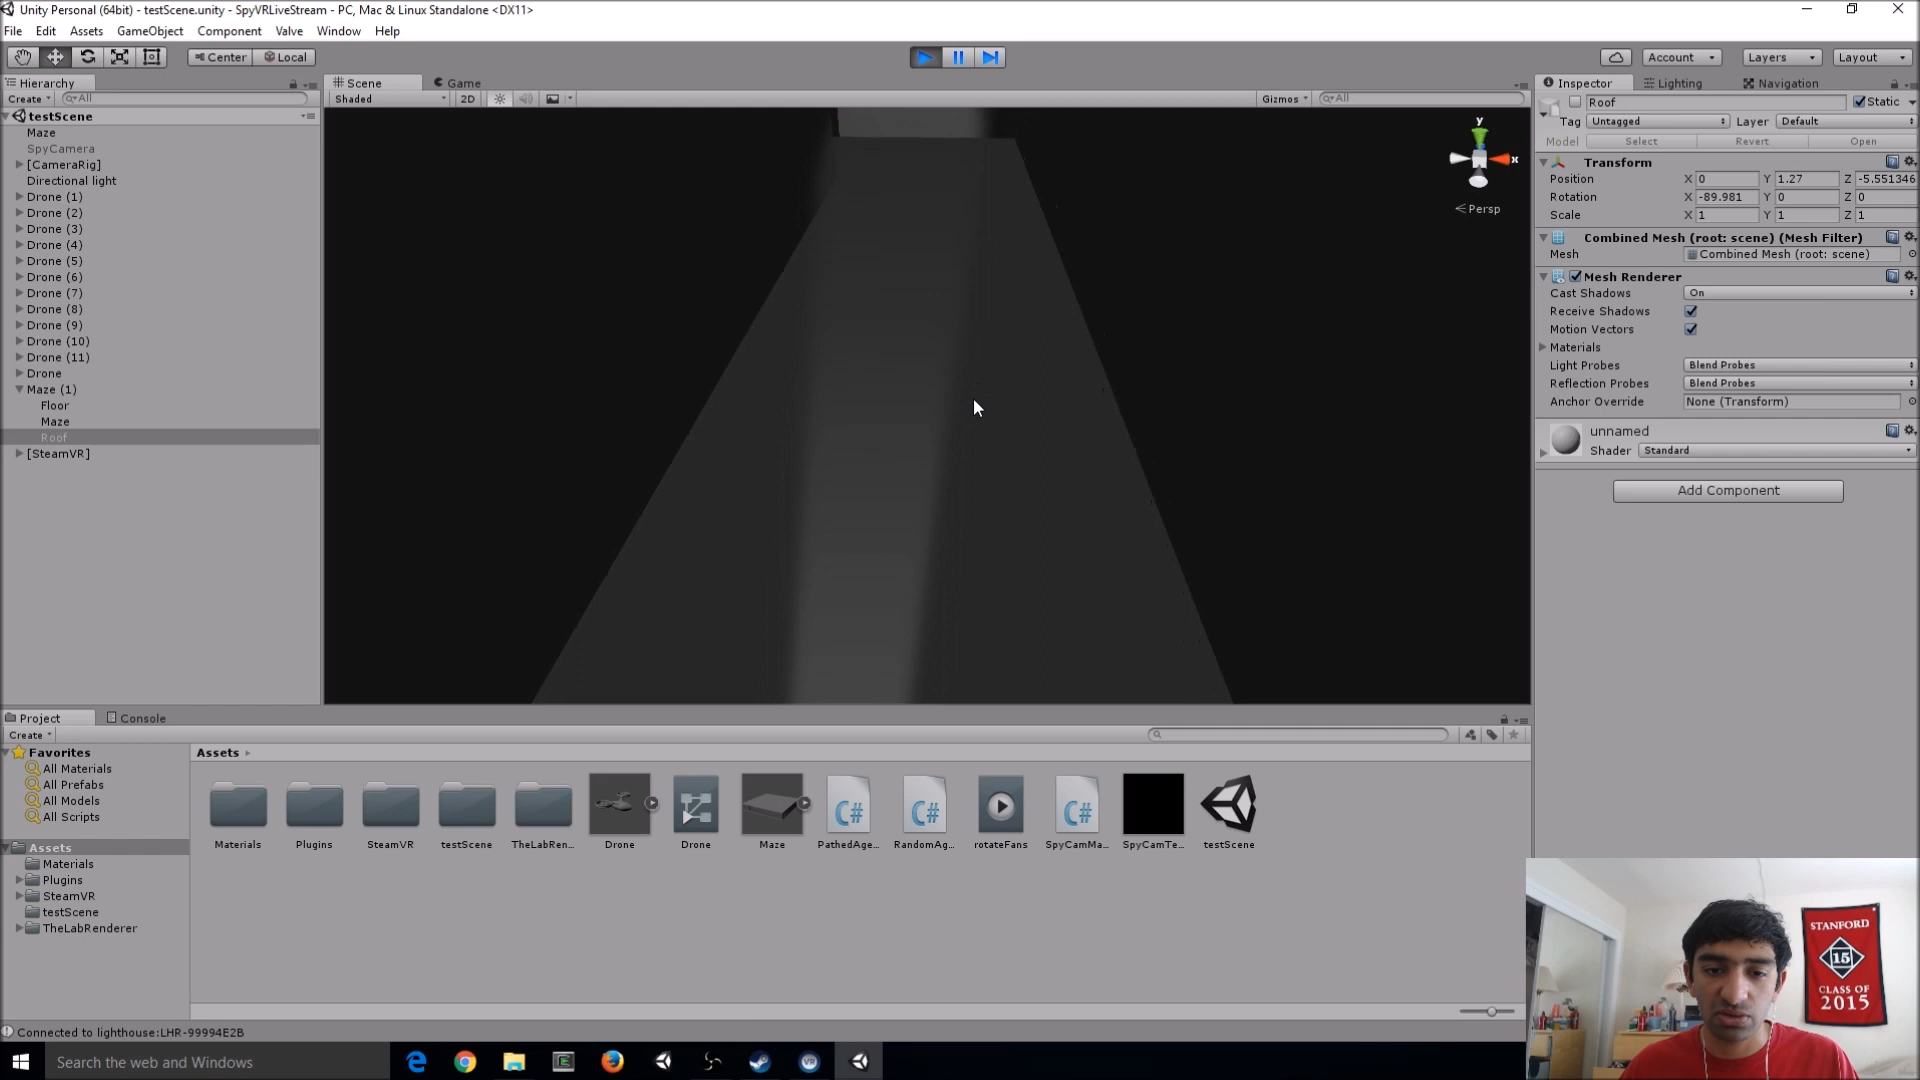 Unity Personal (64bit) - testScene.unity - SpyVRLiveStream - PC, Mac & Linux Standalone <DX11>
File Edit Assets GameObject Component Valve Window Help
Center Local Account Layers Layout
Hierarchy
Create All
testScene
Maze
SpyCamera
[CameraRig]
Directional light
Drone (1)
Drone (2)
Drone (3)
Drone (4)
Drone (5)
Drone (6)
Drone (7)
Drone (8)
Drone (9)
Drone (10)
Drone (11)
Drone
Maze (1)
Floor
Maze
Roof
[SteamVR]
Scene Game
Shaded 2D Gizmos All
y
x
Persp
Inspector Lighting Navigation
Roof Static
Tag Untagged Layer Default
Model Select Revert Open
Transform
Position X 0 Y 1.27 Z -5.551346
Rotation X -89.981 Y 0 Z 0
Scale X 1 Y 1 Z 1
Combined Mesh (root: scene) (Mesh Filter)
Mesh Combined Mesh (root: scene)
Mesh Renderer
Cast Shadows On
Receive Shadows
Motion Vectors
Materials
Light Probes Blend Probes
Reflection Probes Blend Probes
Anchor Override None (Transform)
unnamed
Shader Standard
Add Component
Project Console
Create
Favorites
All Materials
All Prefabs
All Models
All Scripts
Assets
Materials
Plugins
SteamVR
testScene
TheLabRenderer
Assets
C# C# C#
Materials Plugins SteamVR testScene TheLabRen... Drone Drone Maze PathedAge... RandomAg... rotateFans SpyCamMa... SpyCamTe... testScene
Connected to lighthouse:LHR-99994E2B
Search the web and Windows
VR
STANFORD
15
CLASS OF
2015